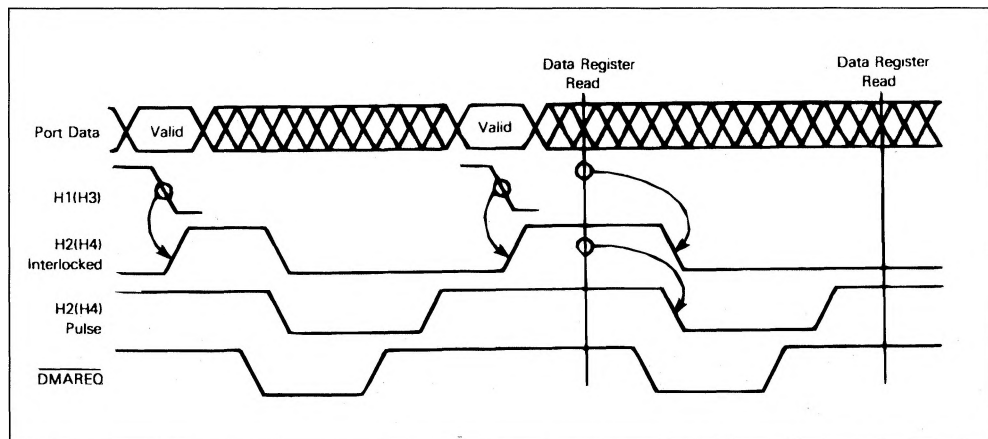 Data Register
Read
Data Register
Read
Port Data
Valid
Valid
H1(H3)
H2(H4)
Interlocked
H2(H4)
Pulse
DMAREQ